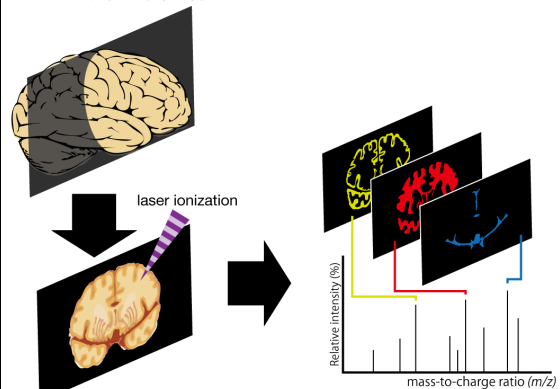 laser ionization
Relative intensity (%)
mass-to-charge ratio (m/z)